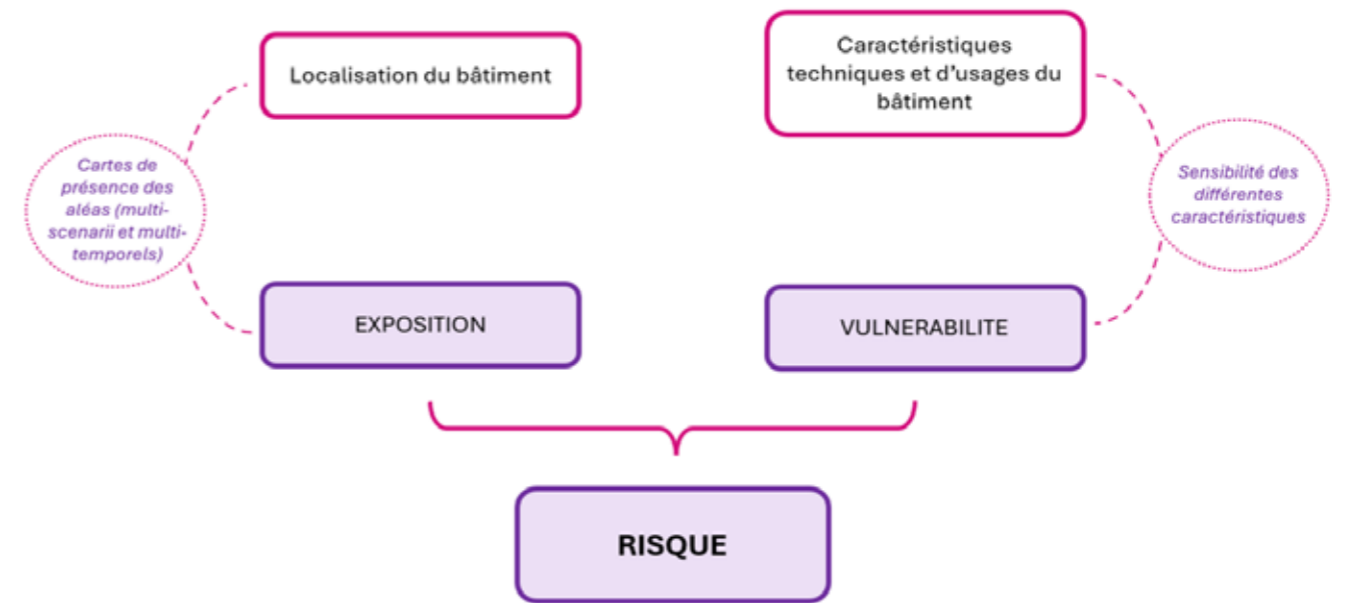 Localisation du bâtiment
Caractéristiques
techniques et d'usages du
bâtiment
Cartes de
présence des
aléas (multi-
scenarii et multi-
temporels)
Sensibilité des
différentes
caractéristiques
EXPOSITION
VULNERABILITE
RISQUE